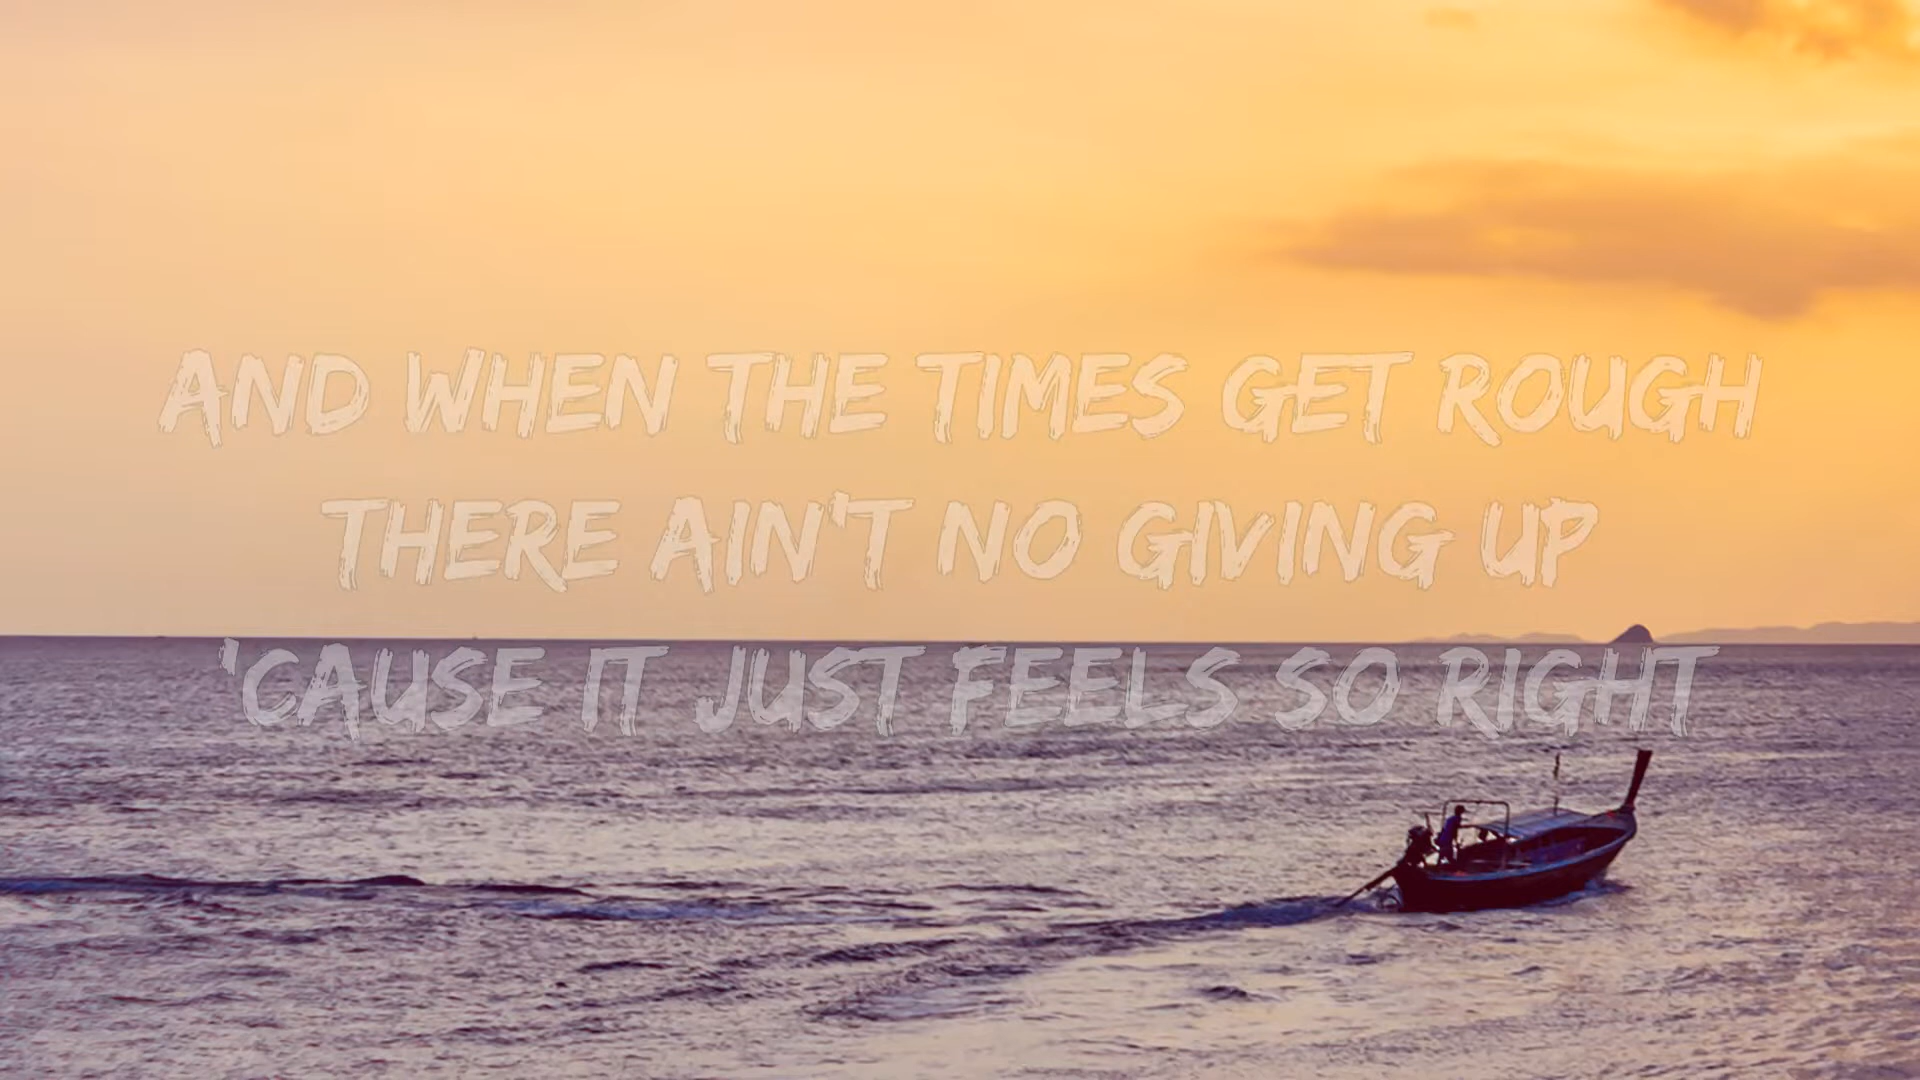 AND WHEN THE TIMES GET ROUGH
THERE AIN'T NO GIVING UP
'CAUSE IT JUST FEELS SO RIGHT